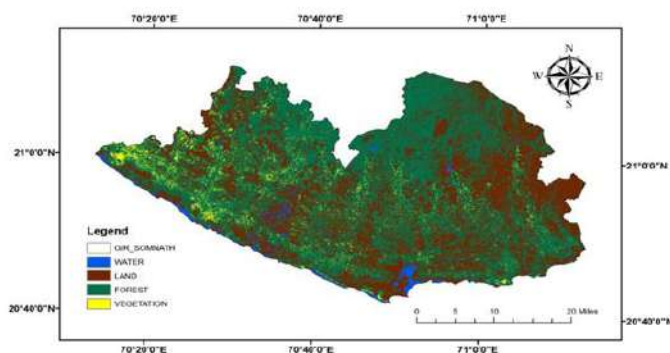 70°20'0"E 70°40'0"E 71°0'0"E
N
W E
S
21°0'0"N 21°0'0"N
Legend
GIR_SOMNATH
WATER
LAND
FOREST
VEGETATION
20°40'0"N 20°40'0"N
0 5 10 20 Miles
70°20'0"E 70°40'0"E 71°0'0"E